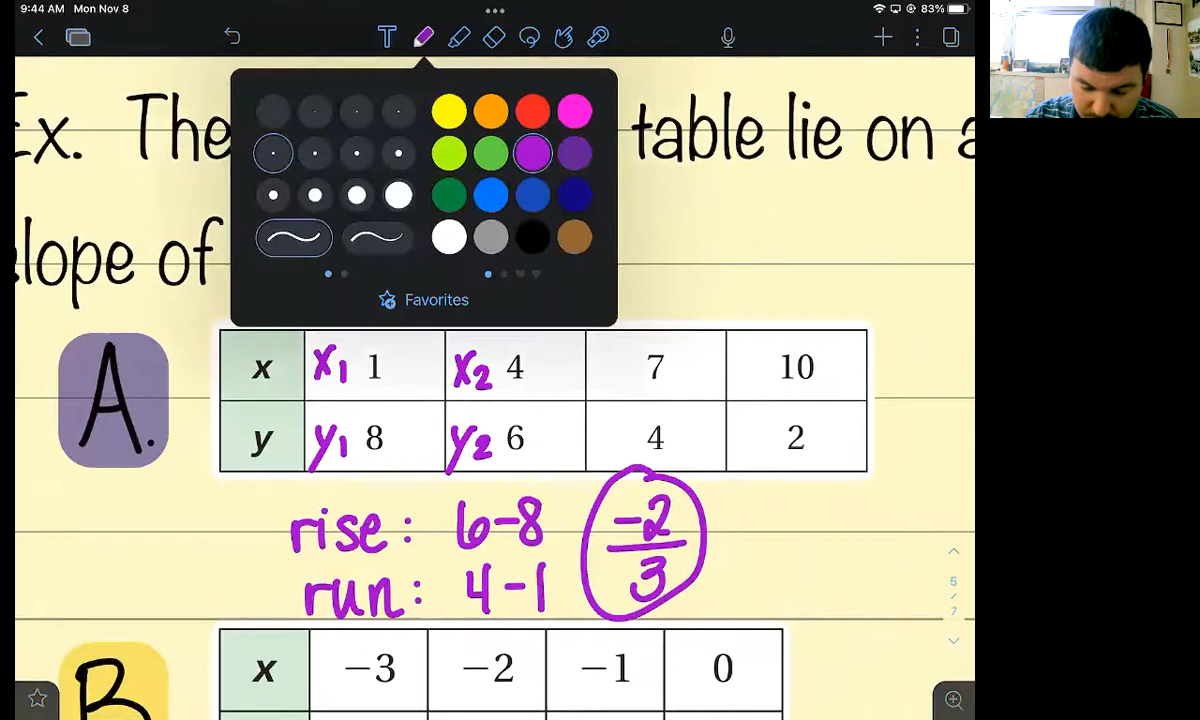 9:44 AM Mon Nov 8
83%
T
Ex. The table lie on a
lope of
Favorites
A.
x x1 1 x2 4 7 10
y y1 8 y2 6 4 2
rise: 6-8 -2
run: 4-1 3
5
/
7
B
x −3 −2 −1 0